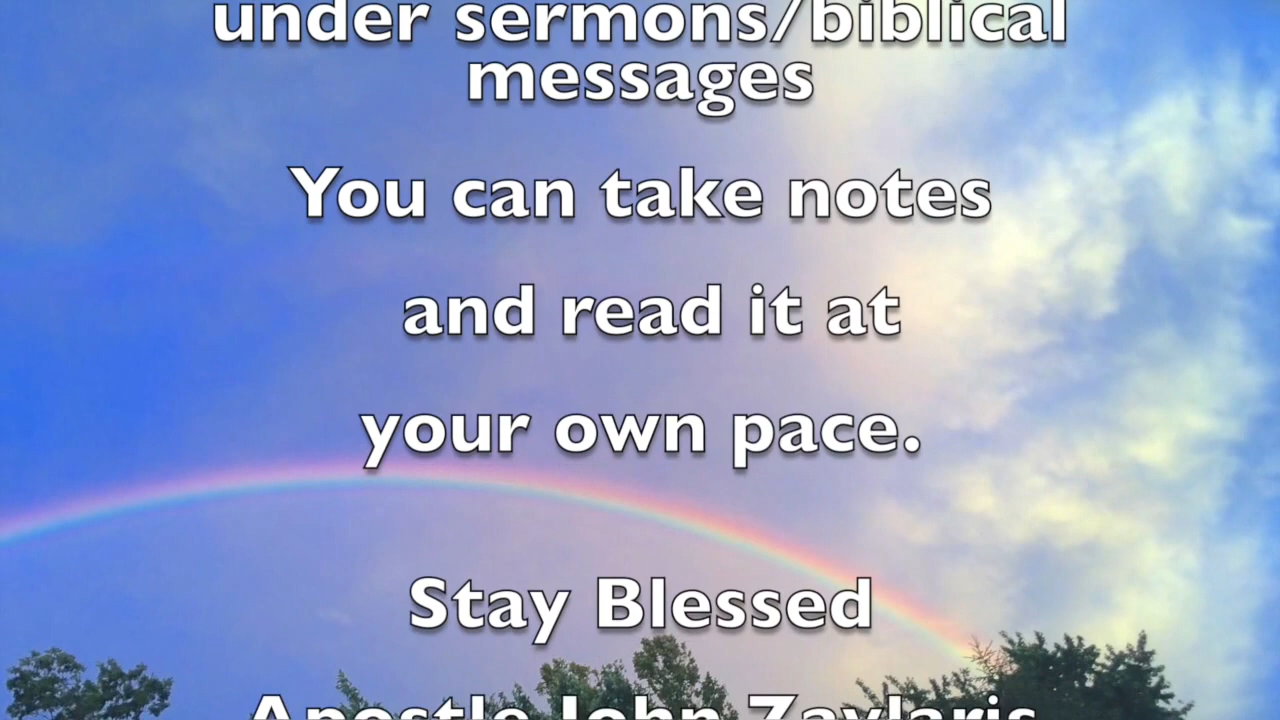 under sermons/biblical
messages
You can take notes
and read it at
your own pace.
Stay Blessed
Apostle John Zaylaris